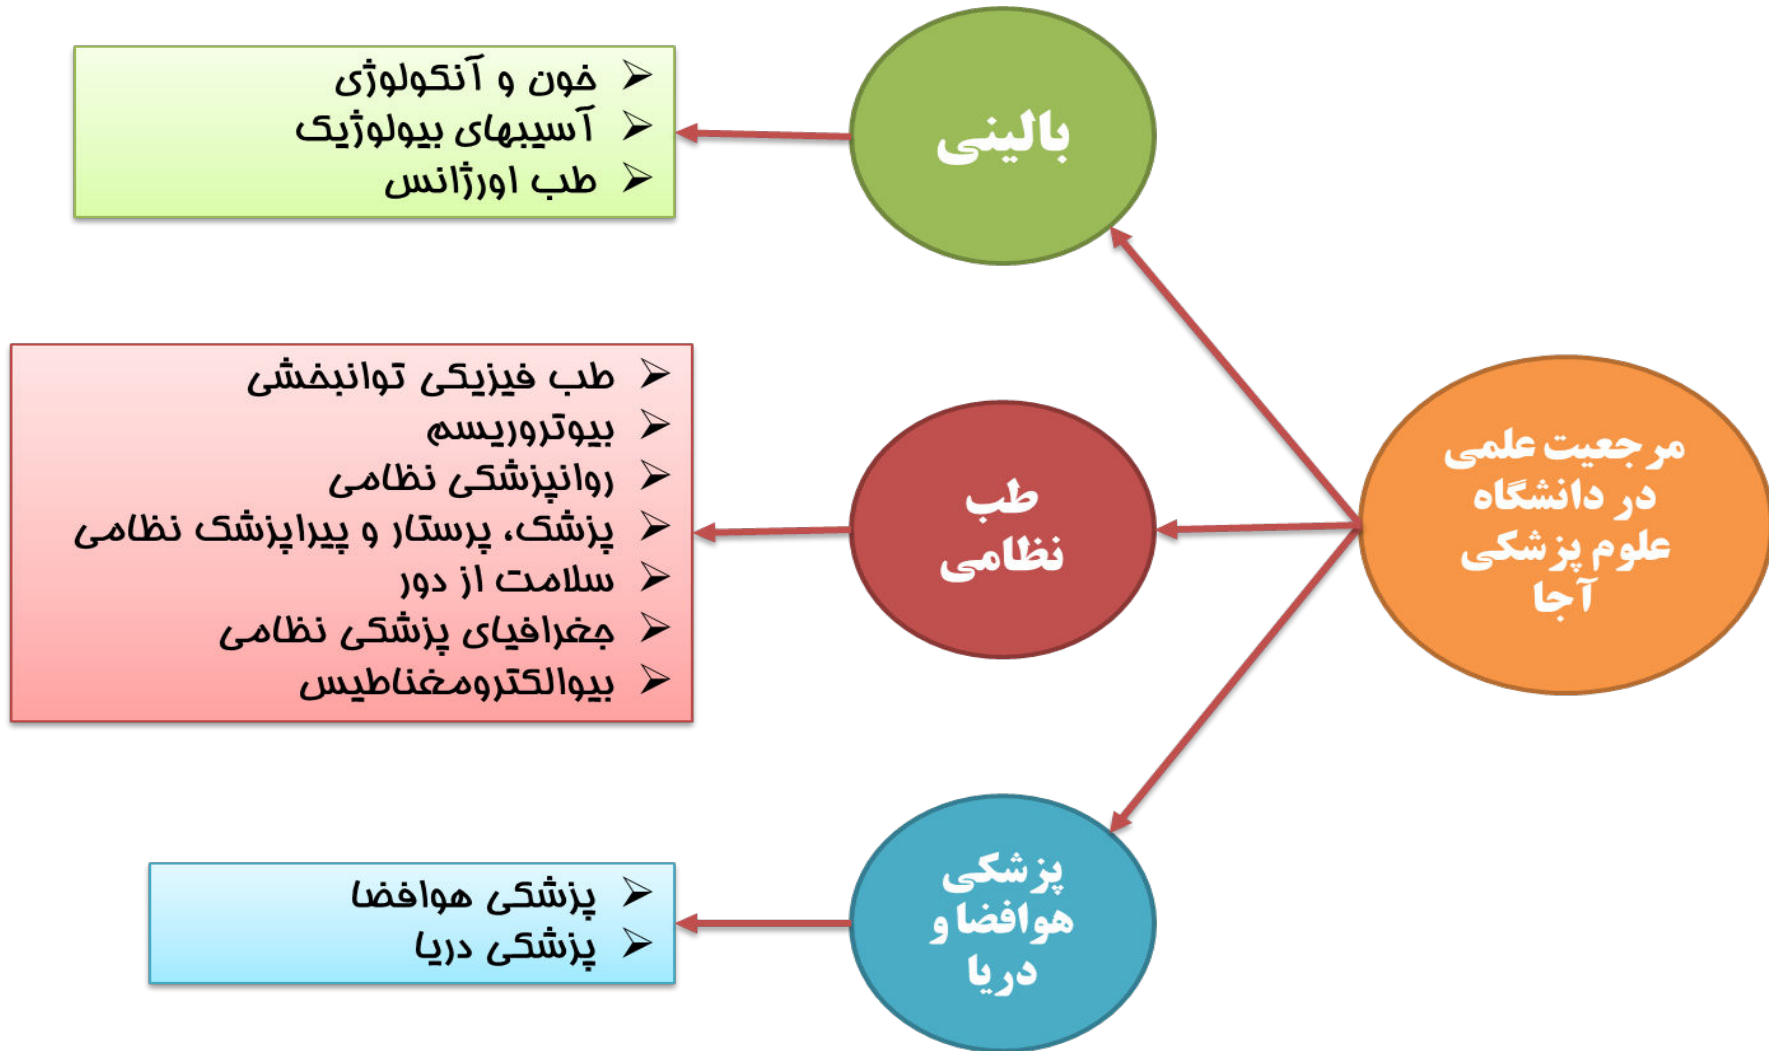 مرجعیت علمی
در دانشگاه
علوم پزشکی
آجا
بالینی
خون و آنکولوژی
آسیبهای بیولوژیک
طب اورژانس
طب
نظامی
طب فیزیکی توانبخشی
بیوتروریسم
روانپزشکی نظامی
پزشک، پرستار و پیراپزشک نظامی
سلامت از دور
جغرافیای پزشکی نظامی
بیوالکترومغناطیس
پزشکی
هوافضا و
دریا
پزشکی هوافضا
پزشکی دریا